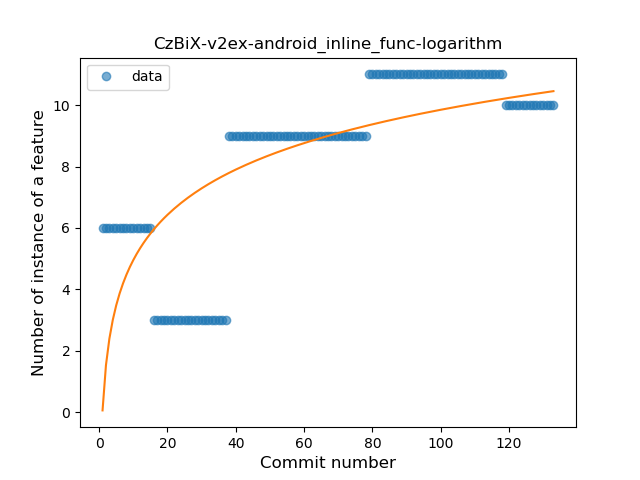 CzBiX-v2ex-android_inline_func-logarithm
data
Number of instance of a feature
10
8
6
4
2
0
0 20 40 60 80 100 120
Commit number